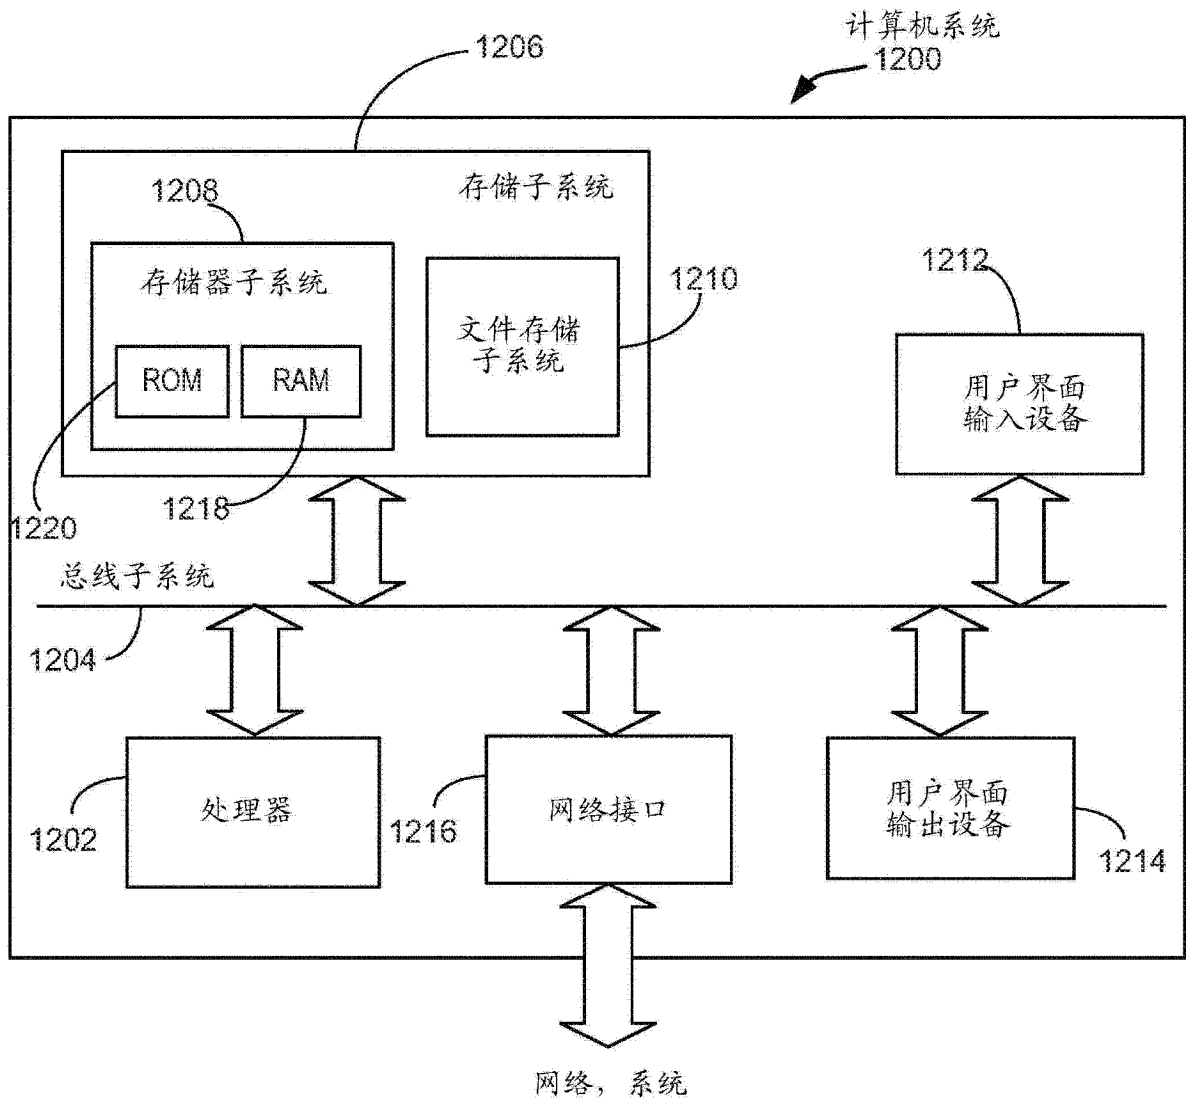 计算机系统
1200
1206
存储子系统
1208
存储器子系统
ROM
RAM
文件存储
子系统
1210
1212
用户界面
输入设备
1220
1218
总线子系统
1204
处理器
1202
网络接口
1216
用户界面
输出设备
1214
网络，系统